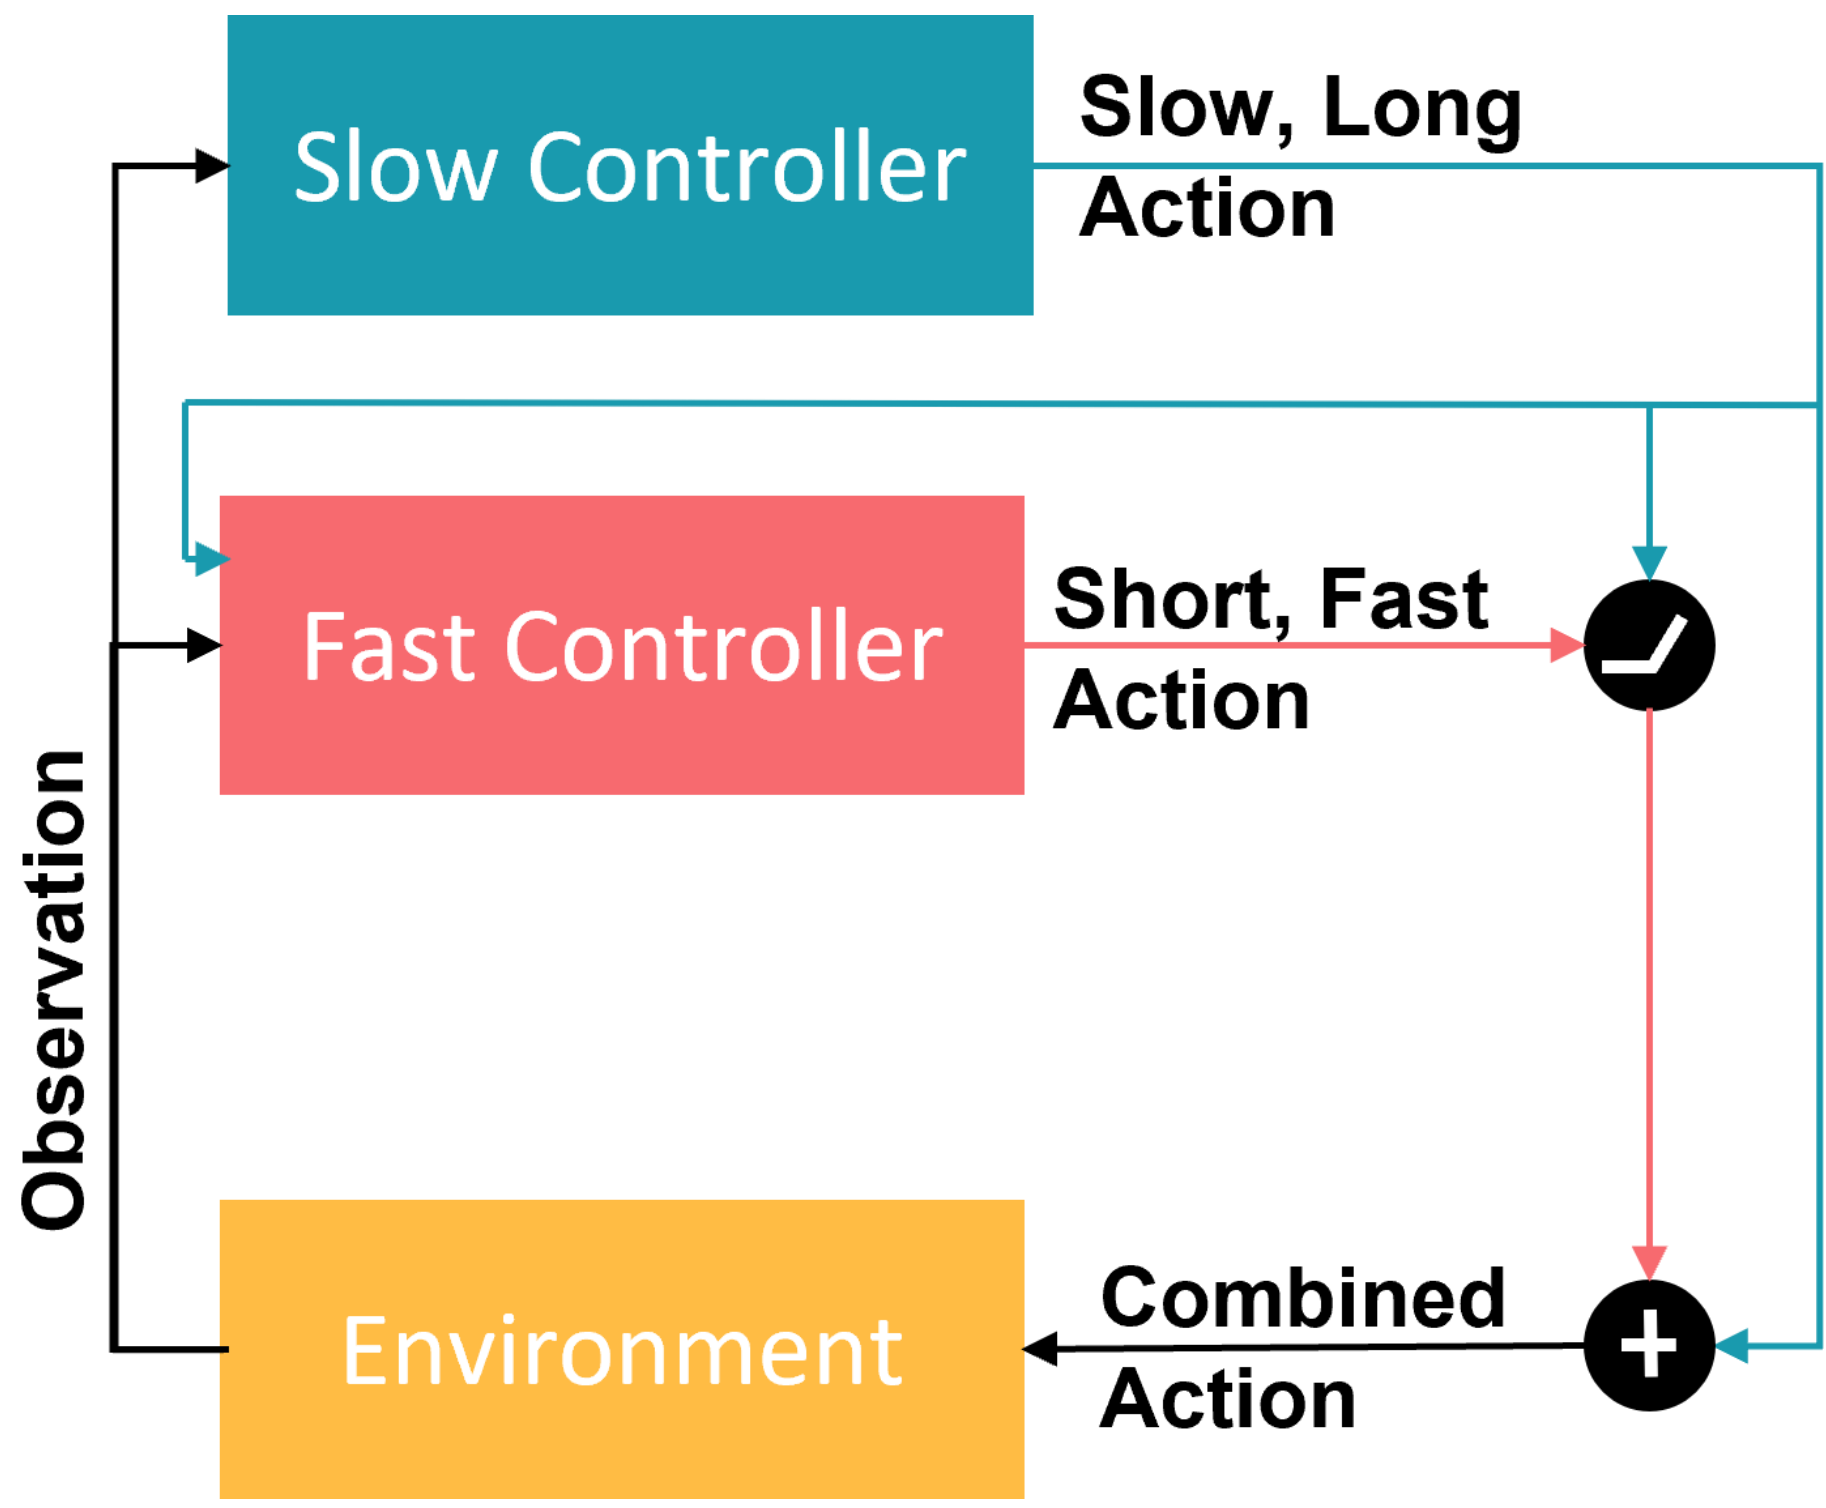 Slow Controller
Slow, Long
Action
Fast Controller
Short, Fast
Action
Observation
Environment
Combined
Action